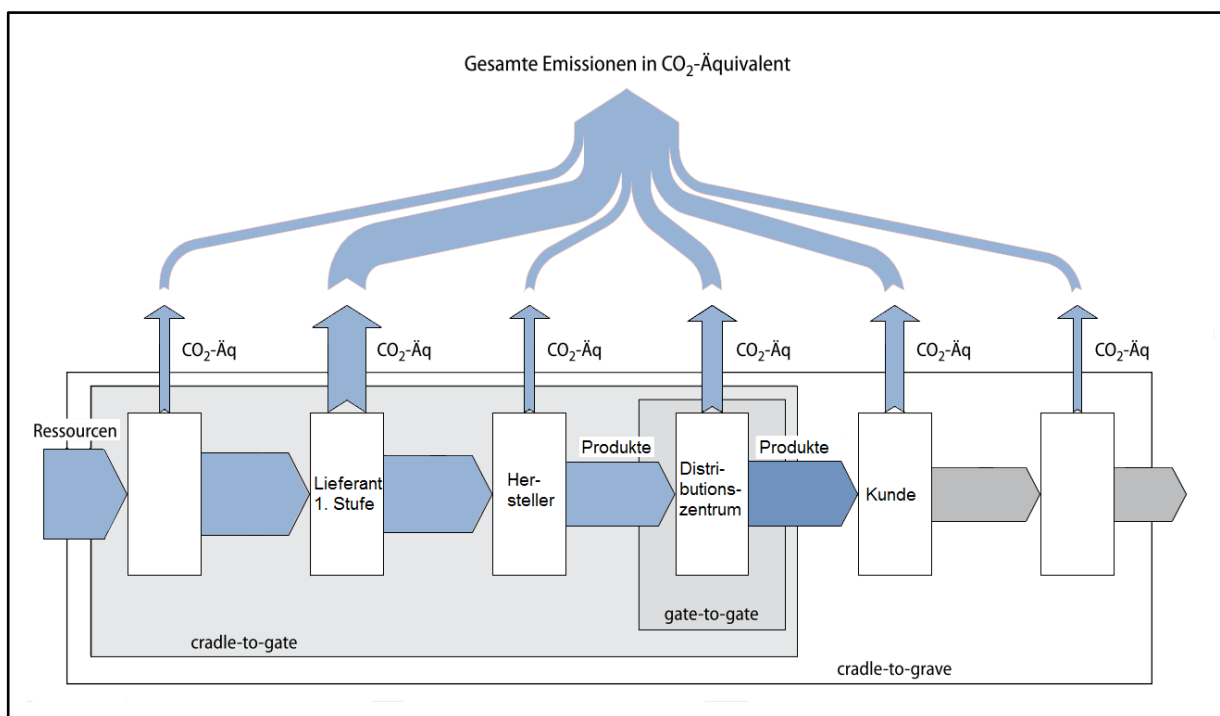 Gesamte Emissionen in CO₂-Äquivalent
CO₂-Äq
CO₂-Äq
CO₂-Äq
CO₂-Äq
CO₂-Äq
CO₂-Äq
Ressourcen
Lieferant
1. Stufe
Her-
steller
Produkte
Distri-
butions-
zentrum
Produkte
Kunde
gate-to-gate
cradle-to-gate
cradle-to-grave